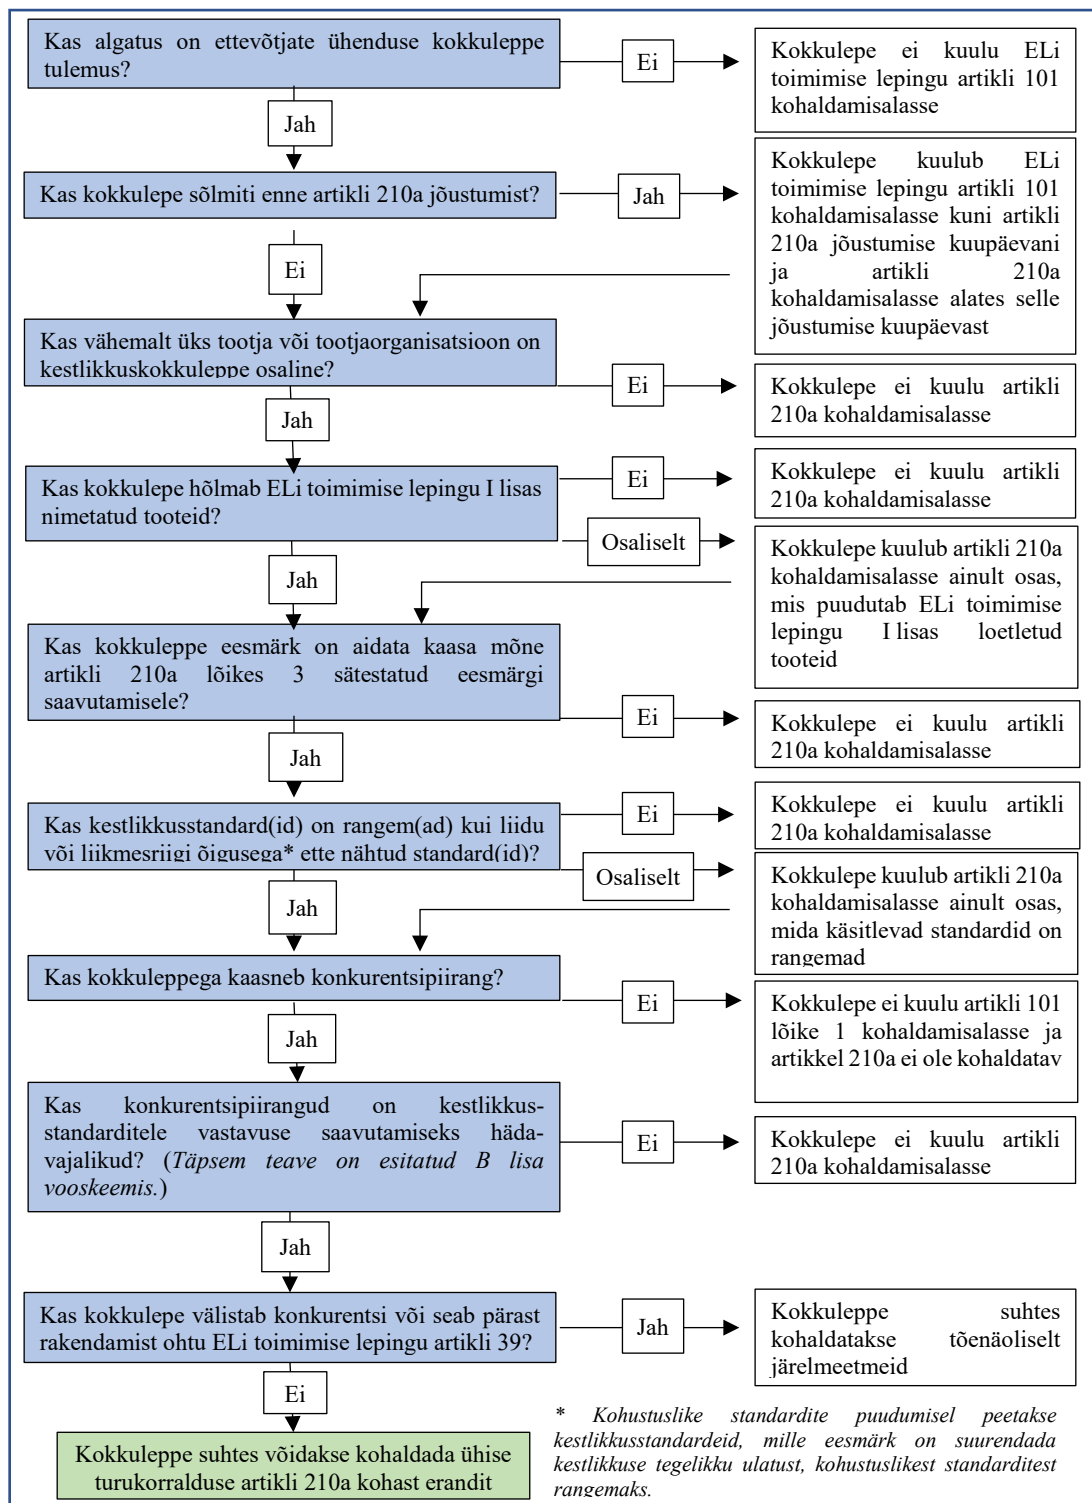 Kas algatus on ettevõtjate ühenduse kokkuleppe
tulemus?
Ei
Kokkulepe ei kuulu ELi
toimimise lepingu artikli 101
kohaldamisalasse
Jah
Kas kokkulepe sõlmiti enne artikli 210a jõustumist?
Jah
Kokkulepe kuulub ELi
toimimise lepingu artikli 101
kohaldamisalasse kuni artikli
210a jõustumise kuupäevani
ja artikli 210a
kohaldamisalasse alates selle
jõustumise kuupäevast
Ei
Kas vähemalt üks tootja või tootjaorganisatsioon on
kestlikkuskokkuleppe osaline?
Ei
Kokkulepe ei kuulu artikli
210a kohaldamisalasse
Jah
Kas kokkulepe hõlmab ELi toimimise lepingu I lisas
nimetatud tooteid?
Ei
Kokkulepe ei kuulu artikli
210a kohaldamisalasse
Osaliselt
Kokkulepe kuulub artikli 210a
kohaldamisalasse ainult osas,
mis puudutab ELi toimimise
lepingu I lisas loetletud
tooteid
Jah
Kas kokkuleppe eesmärk on aidata kaasa mõne
artikli 210a lõikes 3 sätestatud eesmärgi
saavutamisele?
Ei
Kokkulepe ei kuulu artikli
210a kohaldamisalasse
Jah
Kas kestlikkusstandard(id) on rangem(ad) kui liidu
või liikmesriigi õigusega* ette nähtud standard(id)?
Ei
Kokkulepe ei kuulu artikli
210a kohaldamisalasse
Osaliselt
Kokkulepe kuulub artikli 210a
kohaldamisalasse ainult osas,
mida käsitlevad standardid on
rangemad
Jah
Kas kokkuleppega kaasneb konkurentsipiirang?
Ei
Kokkulepe ei kuulu artikli 101
lõike 1 kohaldamisalasse ja
artikkel 210a ei ole kohaldatav
Jah
Kas konkurentsipiirangud on kestlikkus-
standarditele vastavuse saavutamiseks häda-
vajalikud? (Täpsem teave on esitatud B lisa
vooskeemis.)
Ei
Kokkulepe ei kuulu artikli
210a kohaldamisalasse
Jah
Kas kokkulepe välistab konkurentsi või seab pärast
rakendamist ohtu ELi toimimise lepingu artikli 39?
Jah
Kokkuleppe suhtes
kohaldatakse tõenäoliselt
järelmeetmeid
Ei
Kokkuleppe suhtes võidakse kohaldada ühise
turukorralduse artikli 210a kohast erandit
* Kohustuslike standardite puudumisel peetakse
kestlikkusstandardeid, mille eesmärk on suurendada
kestlikkuse tegelikku ulatust, kohustuslikest standarditest
rangemaks.